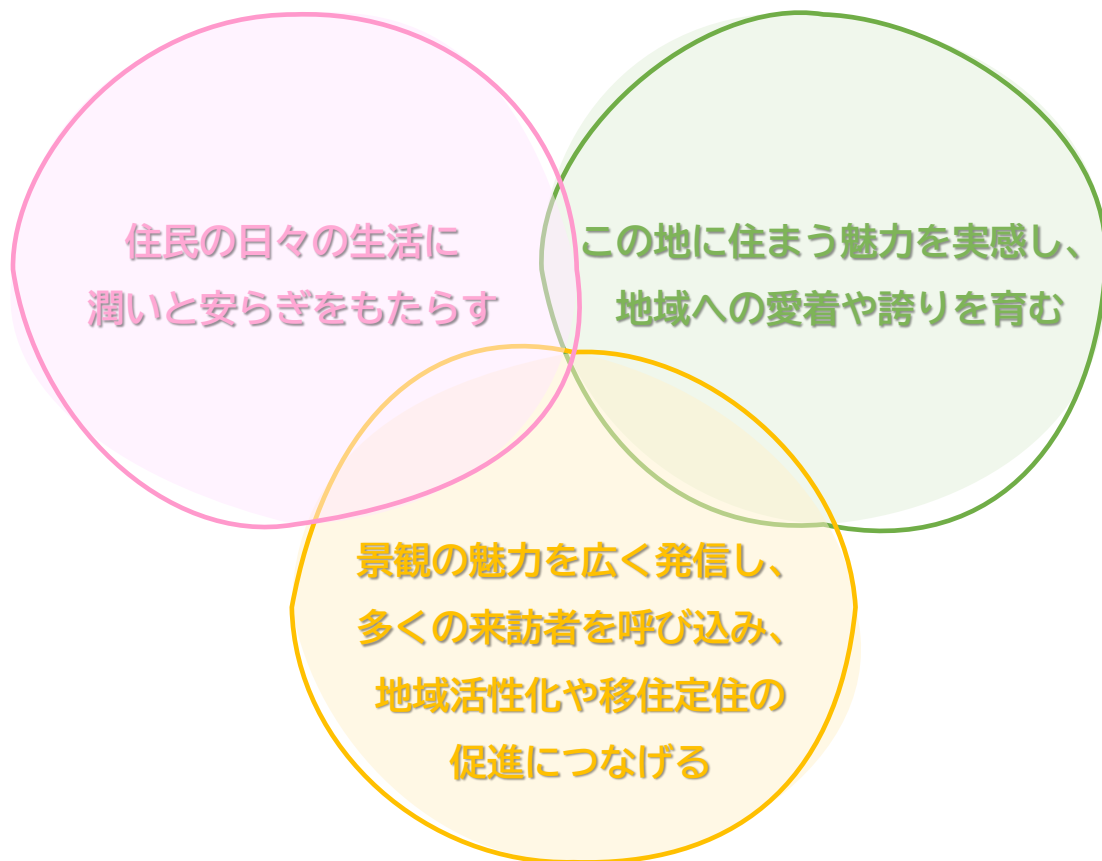 住民の日々の生活に
潤いと安らぎをもたらす
この地に住まう魅力を実感し、
地域への愛着や誇りを育む
景観の魅力を広く発信し、
多くの来訪者を呼び込み、
地域活性化や移住定住の
促進につなげる